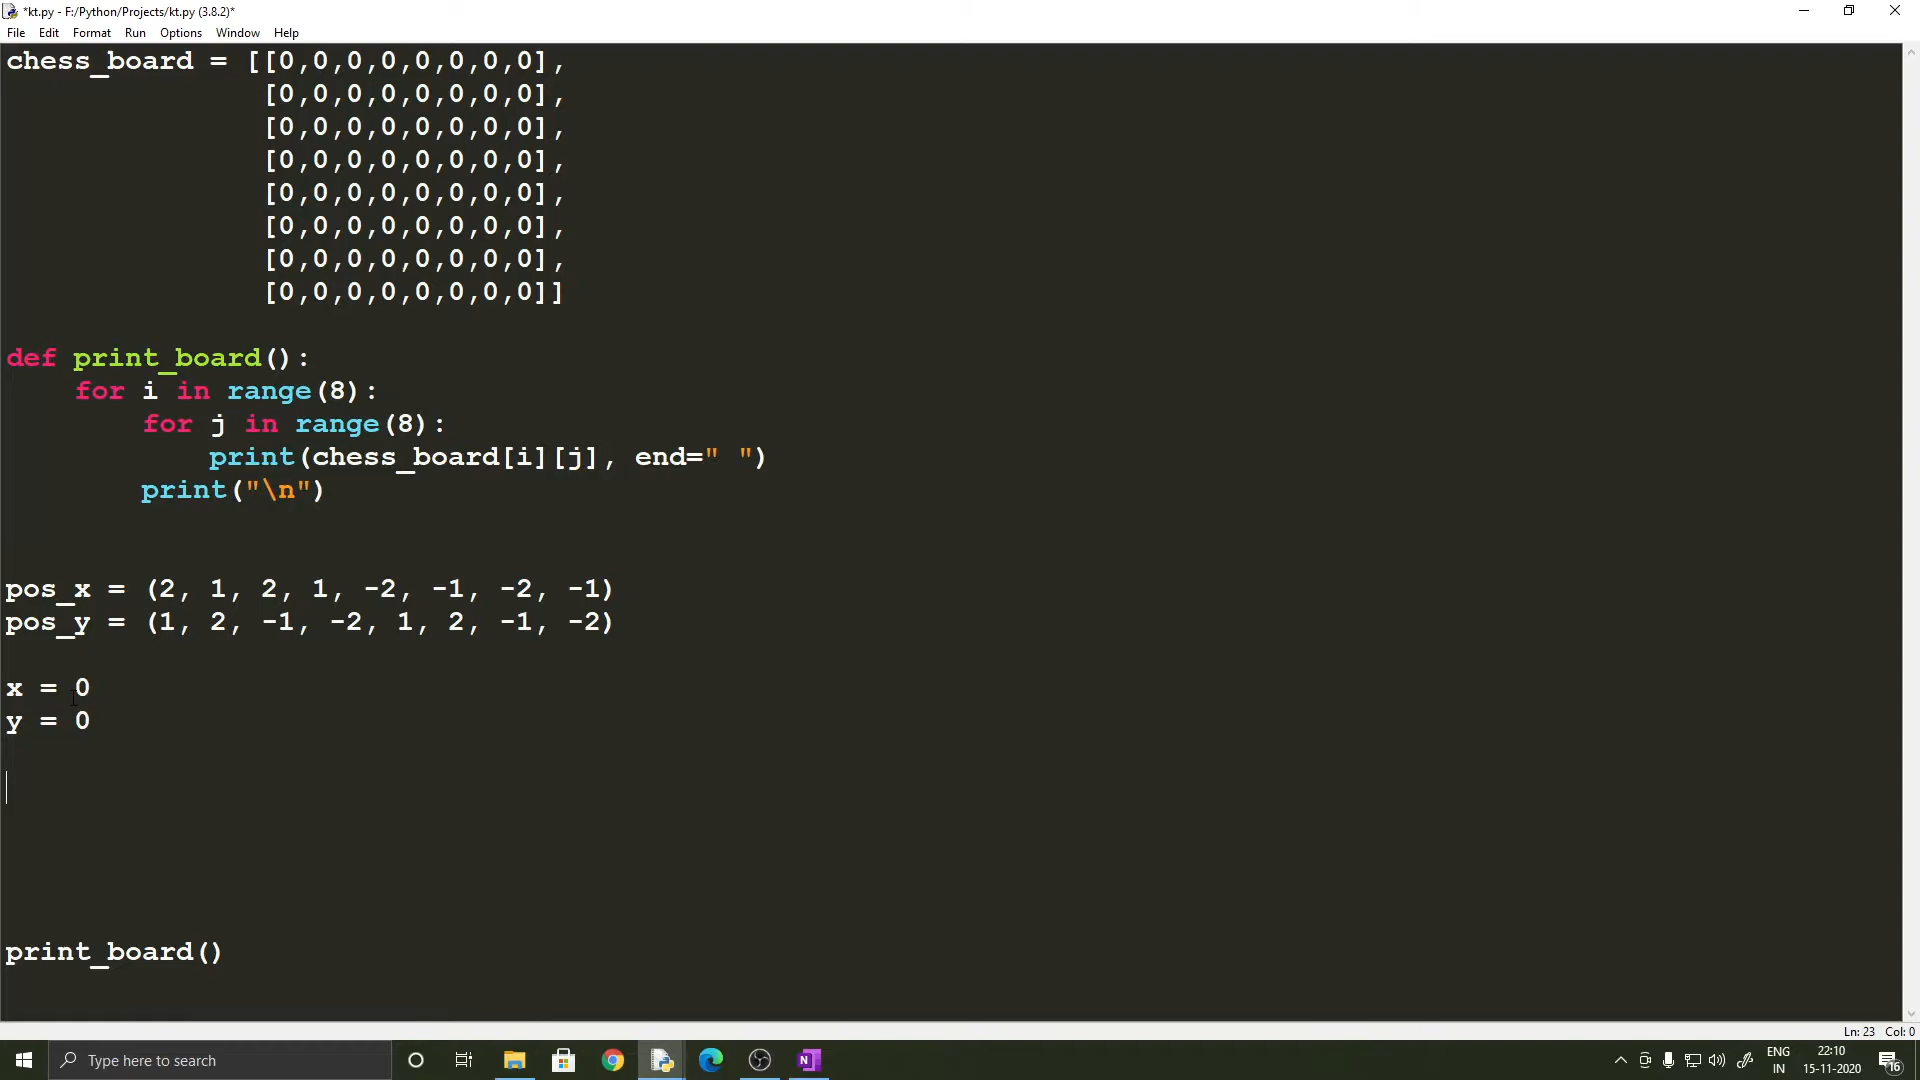 *kt.py - F:/Python/Projects/kt.py (3.8.2)*
File Edit Format Run Options Window Help
chess_board = [[0,0,0,0,0,0,0,0],
[0,0,0,0,0,0,0,0],
[0,0,0,0,0,0,0,0],
[0,0,0,0,0,0,0,0],
[0,0,0,0,0,0,0,0],
[0,0,0,0,0,0,0,0],
[0,0,0,0,0,0,0,0],
[0,0,0,0,0,0,0,0]]
def print_board():
for i in range(8):
for j in range(8):
print(chess_board[i][j], end=" ")
print("\n")
pos_x = (2, 1, 2, 1, -2, -1, -2, -1)
pos_y = (1, 2, -1, -2, 1, 2, -1, -2)
x = 0
y = 0
print_board()
Ln: 23 Col: 0
Type here to search
N
ENG
IN
22:10
15-11-2020
16